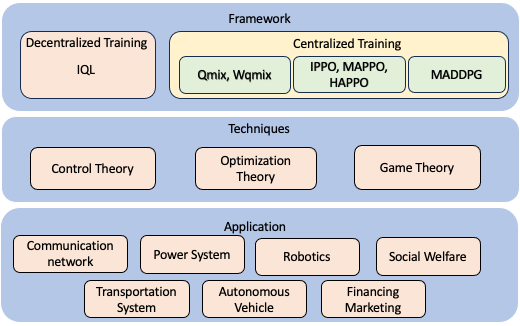 Framework
Decentralized Training
IQL
Centralized Training
Qmix, Wqmix
IPPO, MAPPO,
HAPPO
MADDPG
Techniques
Control Theory
Optimization
Theory
Game Theory
Application
Communication
network
Power System
Robotics
Social Welfare
Transportation
System
Autonomous
Vehicle
Financing
Marketing